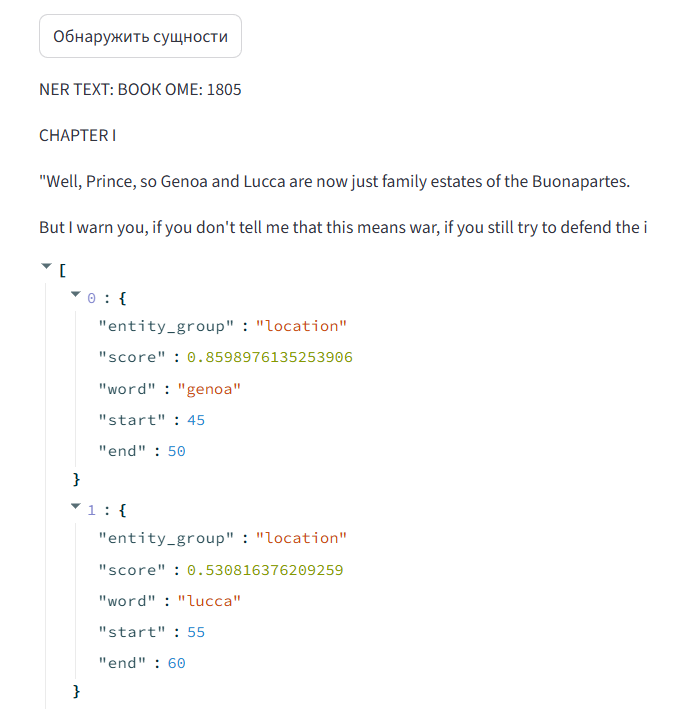 Обнаружить сущности
NER TEXT: BOOK OME: 1805
CHAPTER I
"Well, Prince, so Genoa and Lucca are now just family estates of the Buonapartes.
But I warn you, if you don't tell me that this means war, if you still try to defend the i
[
0 : {
"entity_group" : "location"
"score" : 0.8598976135253906
"word" : "genoa"
"start" : 45
"end" : 50
}
1 : {
"entity_group" : "location"
"score" : 0.530816376209259
"word" : "lucca"
"start" : 55
"end" : 60
}